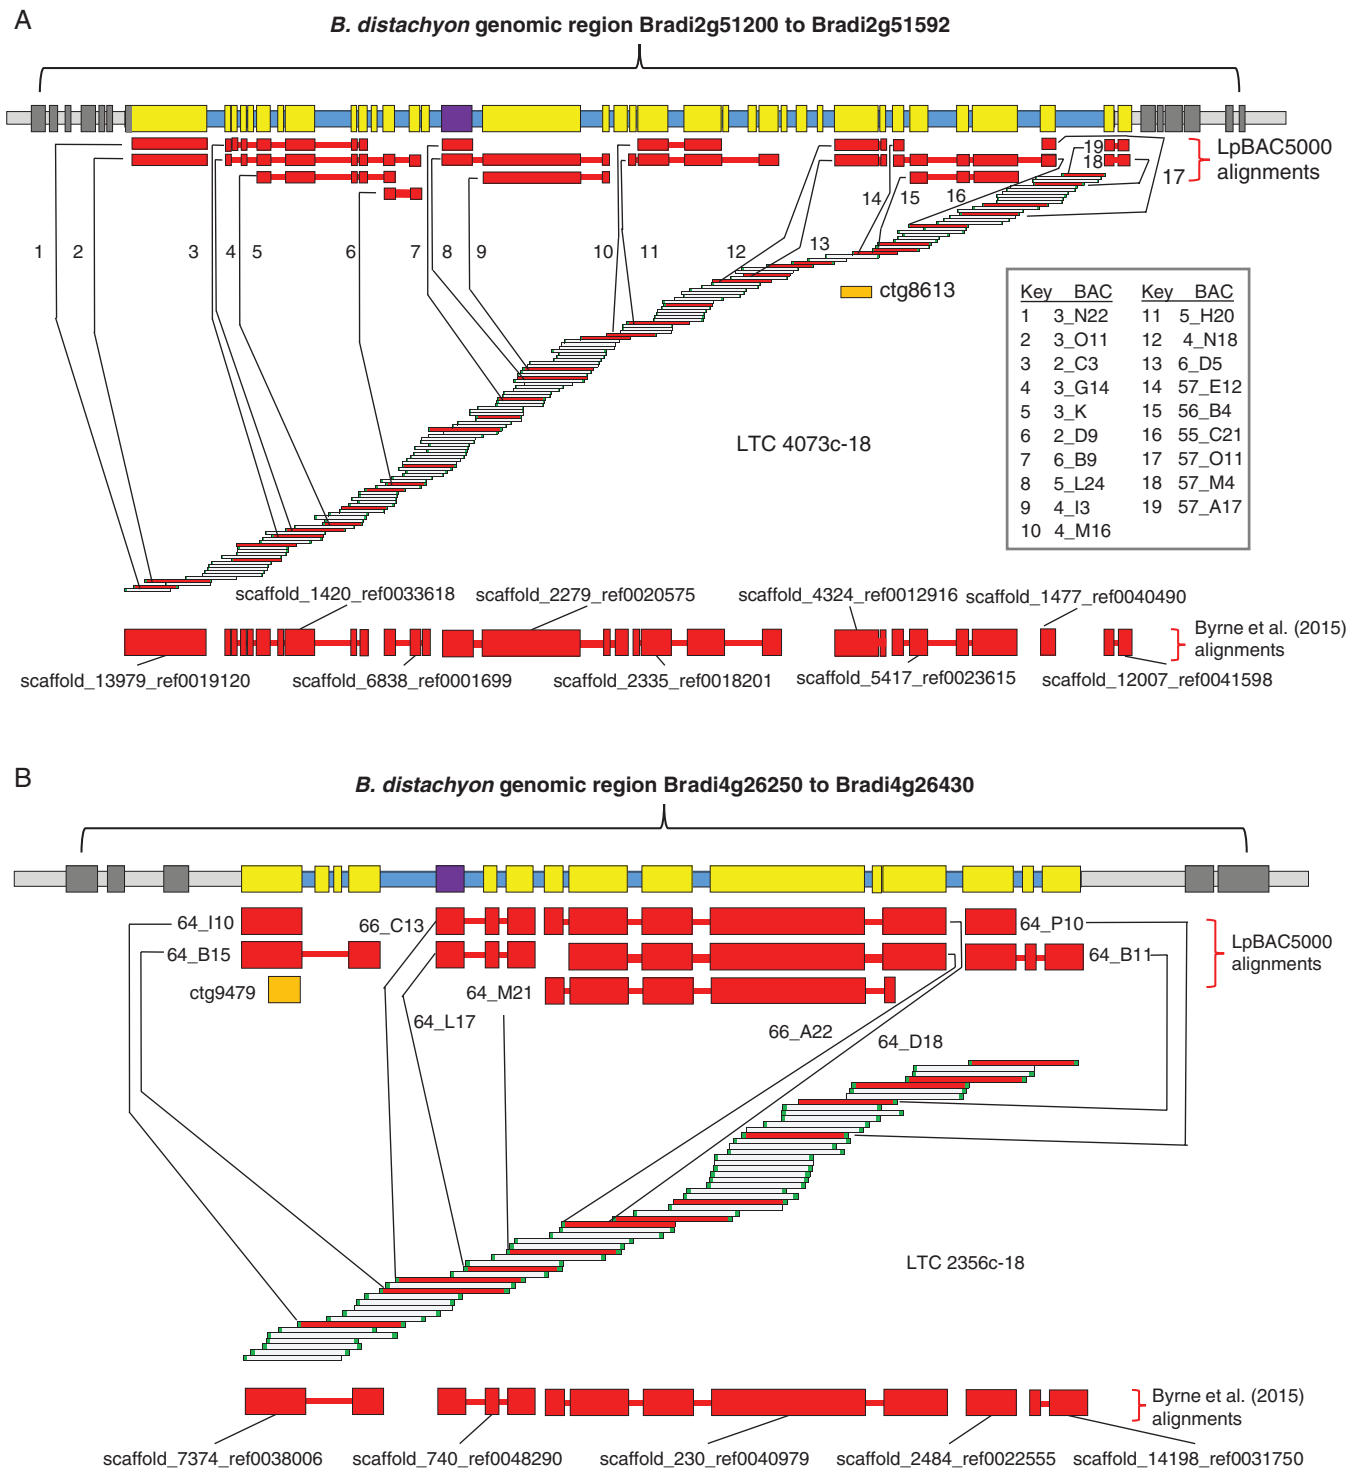 A
B. distachyon genomic region Bradi2g51200 to Bradi2g51592
LpBAC5000
alignments
1
2
3
4
5
6
7
8
9
10
11
12
13
14
15
16
17
18
19
ctg8613
LTC 4073c-18
Key BAC Key BAC
1 3_N22 11 5_H20
2 3_O11 12 4_N18
3 2_C3 13 6_D5
4 3_G14 14 57_E12
5 3_K 15 56_B4
6 2_D9 16 55_C21
7 6_B9 17 57_O11
8 5_L24 18 57_M4
9 4_I3 19 57_A17
10 4_M16
scaffold_1420_ref0033618
scaffold_2279_ref0020575
scaffold_4324_ref0012916
scaffold_1477_ref0040490
Byrne et al. (2015)
alignments
scaffold_13979_ref0019120
scaffold_6838_ref0001699
scaffold_2335_ref0018201
scaffold_5417_ref0023615
scaffold_12007_ref0041598
B
B. distachyon genomic region Bradi4g26250 to Bradi4g26430
64_I10
66_C13
64_P10
LpBAC5000
alignments
64_B15
64_B11
ctg9479
64_M21
64_L17
66_A22
64_D18
LTC 2356c-18
Byrne et al. (2015)
alignments
scaffold_7374_ref0038006
scaffold_740_ref0048290
scaffold_230_ref0040979
scaffold_2484_ref0022555
scaffold_14198_ref0031750